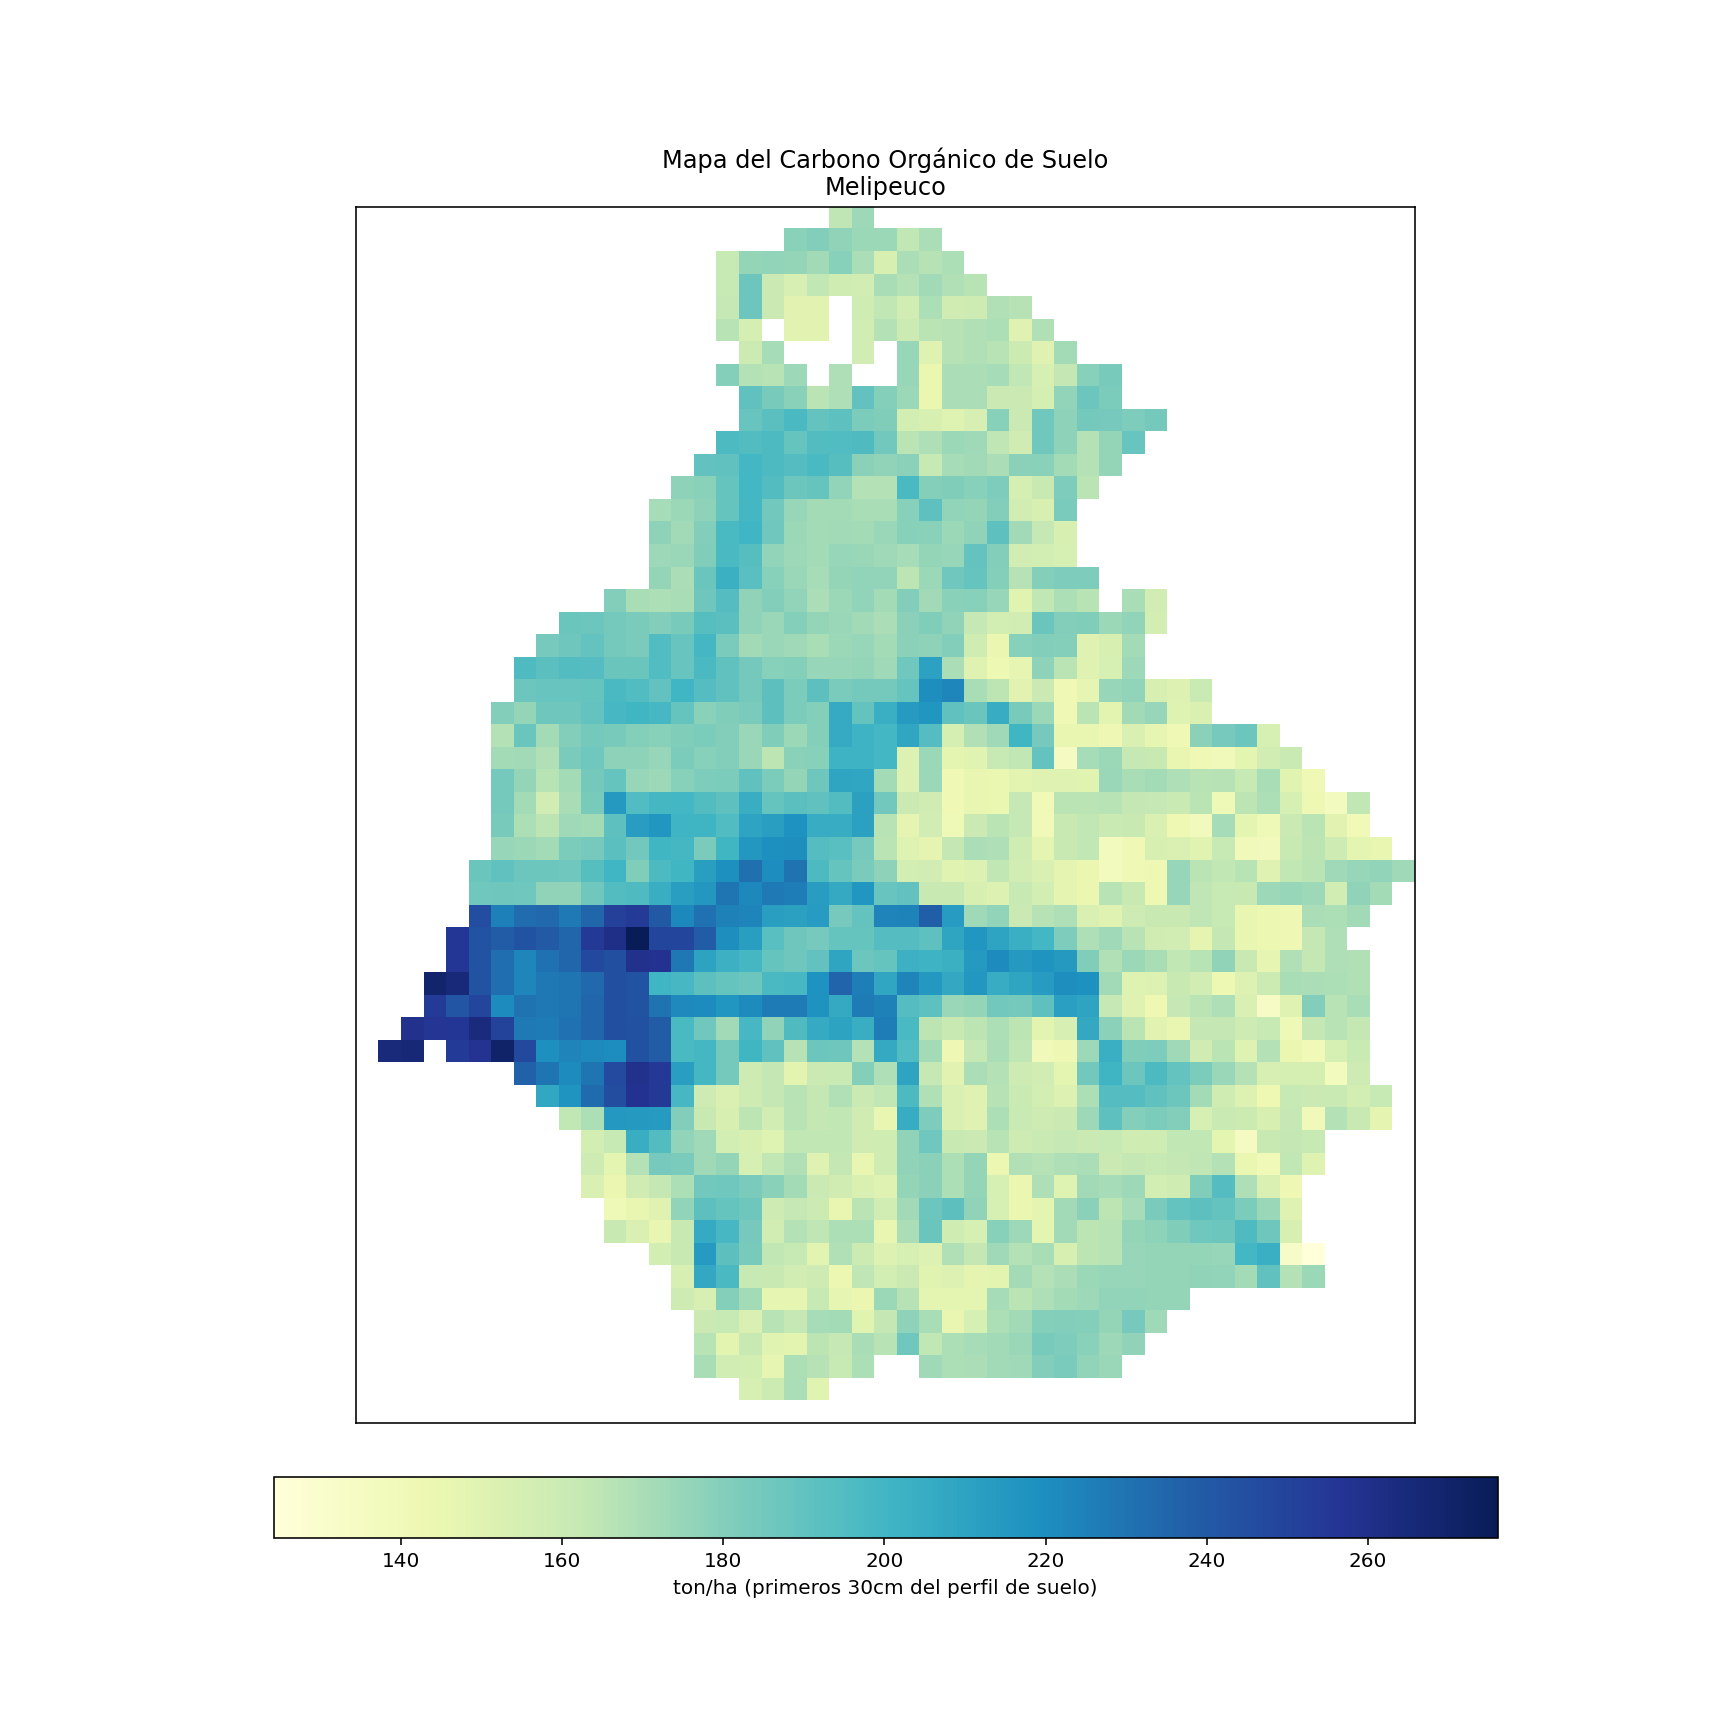 Mapa del Carbono Orgánico de Suelo
Melipeuco
140 160 180 200 220 240 260
ton/ha (primeros 30cm del perfil de suelo)